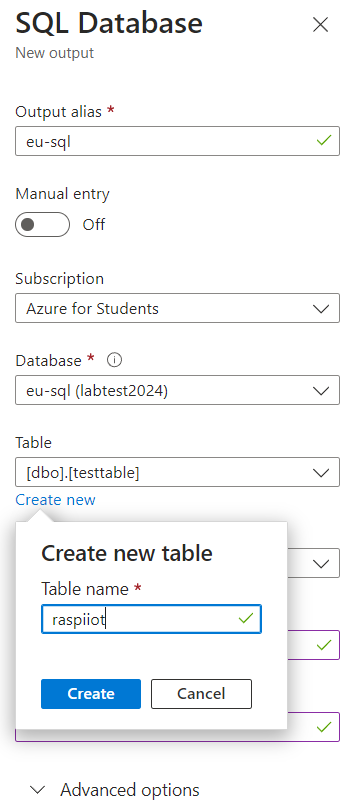 SQL Database
New output
Output alias *
eu-sql
Manual entry
Off
Subscription
Azure for Students
Database *
eu-sql (labtest2024)
Table
[dbo].[testtable]
Create new
Create new table
Table name *
raspiiot
Create
Cancel
Advanced options